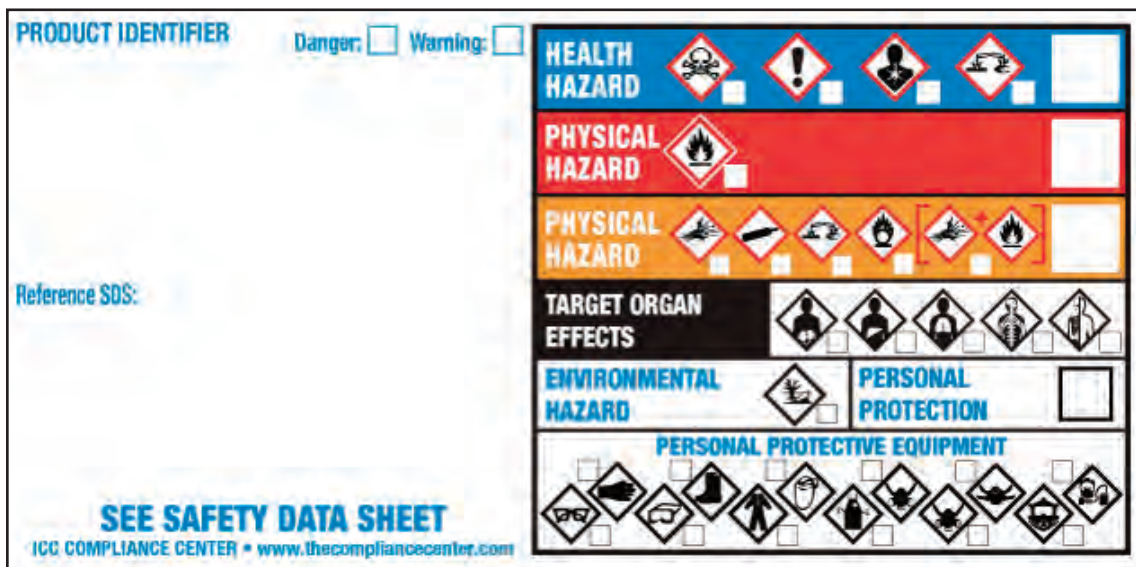 PRODUCT IDENTIFIER
Danger: Warning:
Reference SDS:
SEE SAFETY DATA SHEET
ICC COMPLIANCE CENTER • www.thecompliancecenter.com
HEALTH
HAZARD
PHYSICAL
HAZARD
PHYSICAL
HAZARD
TARGET ORGAN
EFFECTS
ENVIRONMENTAL
HAZARD
PERSONAL
PROTECTION
PERSONAL PROTECTIVE EQUIPMENT